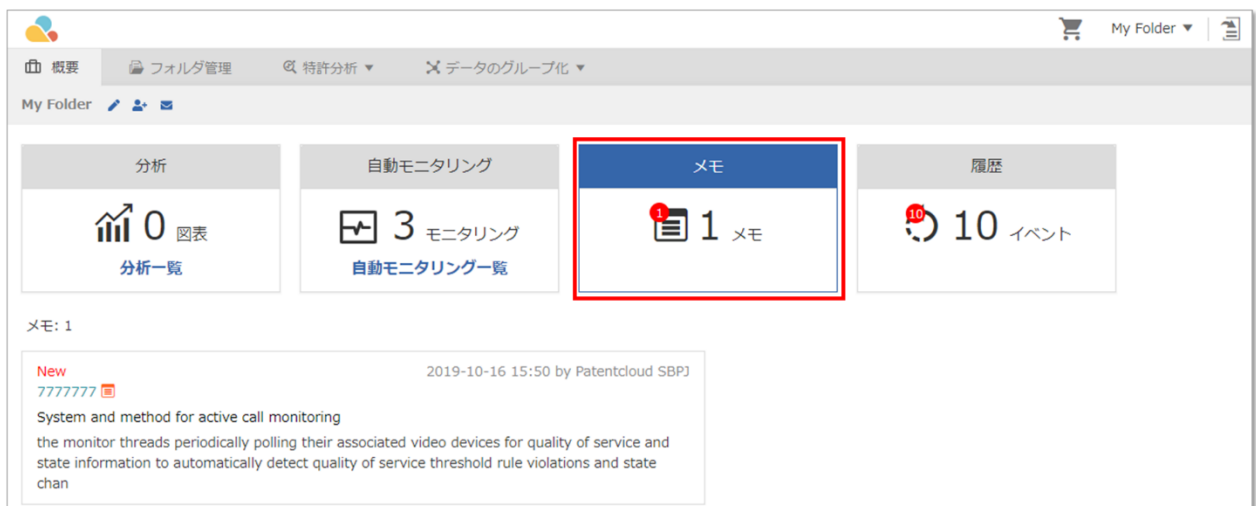 My Folder ▼
概要 フォルダ管理 特許分析 ▼ データのグループ化 ▼
My Folder
分析 自動モニタリング メモ 履歴
0 図表 3 モニタリング 1 1 メモ 10 10 イベント
分析一覧 自動モニタリング一覧
メモ: 1
New 2019-10-16 15:50 by Patentcloud SBPJ
7777777
System and method for active call monitoring
the monitor threads periodically polling their associated video devices for quality of service and
state information to automatically detect quality of service threshold rule violations and state
chan